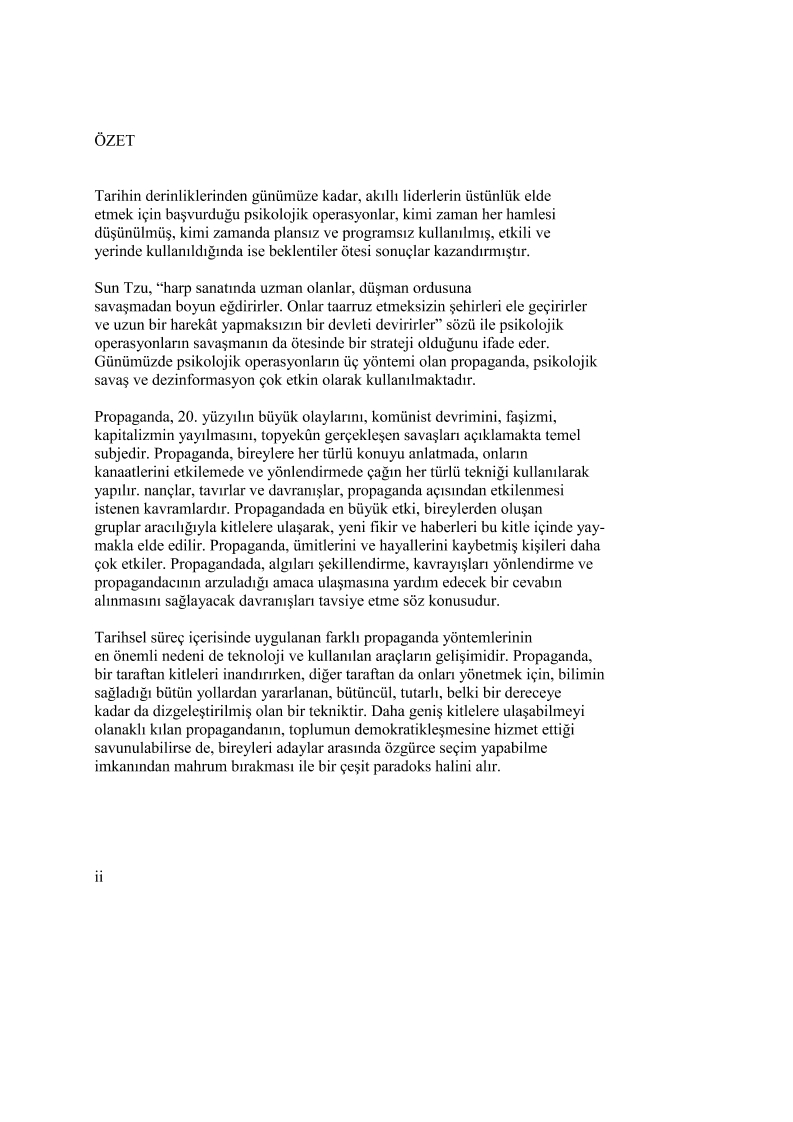 ÖZET
Tarihin derinliklerinden günümüze kadar, akıllı liderlerin üstünlük elde
etmek için başvurduğu psikolojik operasyonlar, kimi zaman her hamlesi
düşünülmüş, kimi zamanda plansız ve programsız kullanılmış, etkili ve
yerinde kullanıldığında ise beklentiler ötesi sonuçlar kazandırmıştır.
Sun Tzu, “harp sanatında uzman olanlar, düşman ordusuna
savaşmadan boyun eğdirirler. Onlar taarruz etmeksizin şehirleri ele geçirirler
ve uzun bir harekât yapmaksızın bir devleti devirirler” sözü ile psikolojik
operasyonların savaşmanın da ötesinde bir strateji olduğunu ifade eder.
Günümüzde psikolojik operasyonların üç yöntemi olan propaganda, psikolojik
savaş ve dezinformasyon çok etkin olarak kullanılmaktadır.
Propaganda, 20. yüzyılın büyük olaylarını, komünist devrimini, faşizmi,
kapitalizmin yayılmasını, topyekûn gerçekleşen savaşları açıklamakta temel
subjedir. Propaganda, bireylere her türlü konuyu anlatmada, onların
kanaatlerini etkilemede ve yönlendirmede çağın her türlü tekniği kullanılarak
yapılır. nançlar, tavırlar ve davranışlar, propaganda açısından etkilenmesi
istenen kavramlardır. Propagandada en büyük etki, bireylerden oluşan
gruplar aracılığıyla kitlelere ulaşarak, yeni fikir ve haberleri bu kitle içinde yay-
makla elde edilir. Propaganda, ümitlerini ve hayallerini kaybetmiş kişileri daha
çok etkiler. Propagandada, algıları şekillendirme, kavrayışları yönlendirme ve
propagandacının arzuladığı amaca ulaşmasına yardım edecek bir cevabın
alınmasını sağlayacak davranışları tavsiye etme söz konusudur.
Tarihsel süreç içerisinde uygulanan farklı propaganda yöntemlerinin
en önemli nedeni de teknoloji ve kullanılan araçların gelişimidir. Propaganda,
bir taraftan kitleleri inandırırken, diğer taraftan da onları yönetmek için, bilimin
sağladığı bütün yollardan yararlanan, bütüncül, tutarlı, belki bir dereceye
kadar da dizgeleştirilmiş olan bir tekniktir. Daha geniş kitlelere ulaşabilmeyi
olanaklı kılan propagandanın, toplumun demokratikleşmesine hizmet ettiği
savunulabilirse de, bireyleri adaylar arasında özgürce seçim yapabilme
imkanından mahrum bırakması ile bir çeşit paradoks halini alır.
ii